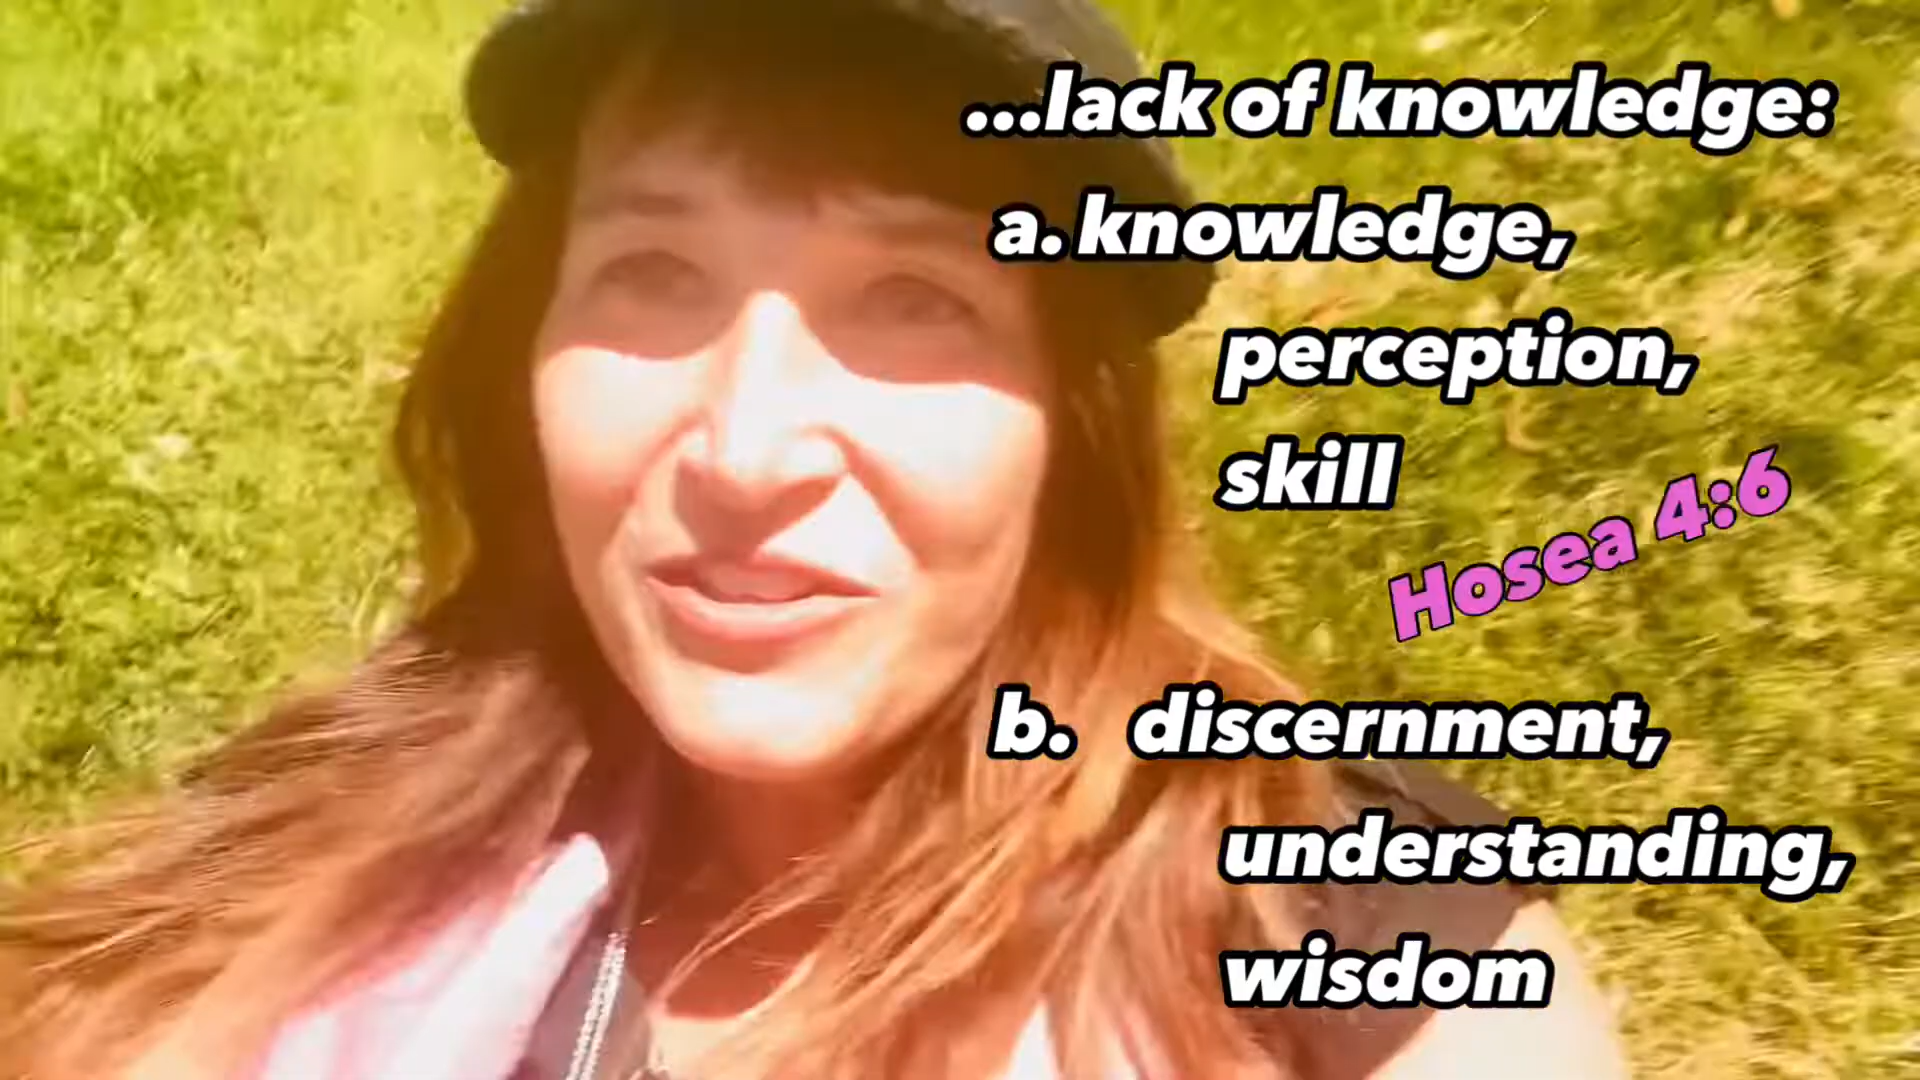 ...lack of knowledge:
a. knowledge,
perception,
skill
Hosea 4:6
b. discernment,
understanding,
wisdom